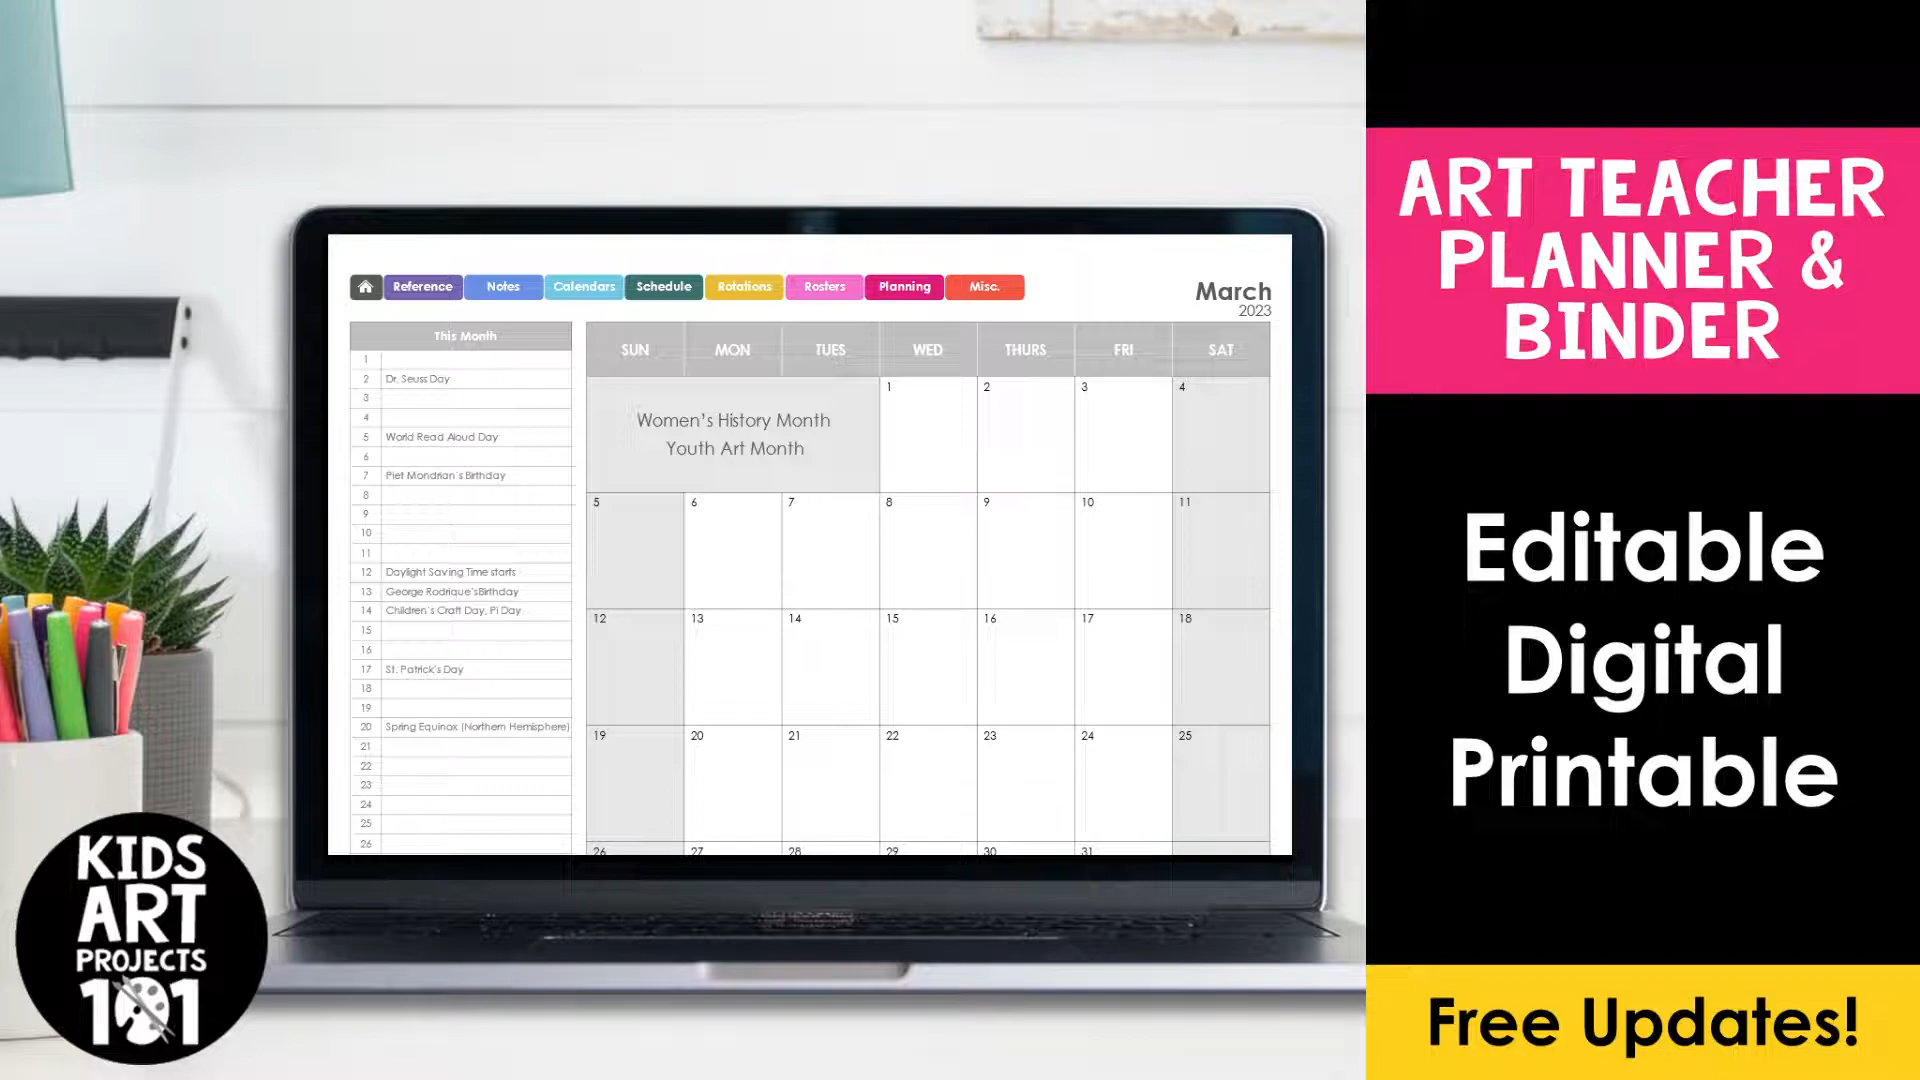 ART TEACHER
PLANNER &
BINDER
Editable
Digital
Printable
Free Updates!
KIDS
ART
PROJECTS
101
Reference Notes Calendars Schedule Rotations Rosters Planning Misc.
March
2023
This Month
1
2 Dr. Seuss Day
3
4
5 World Read Aloud Day
6
7 Piet Mondrian's Birthday
8
9
10
11
12 Daylight Saving Time starts
13 George Rodrique'sBirthday
14 Children's Craft Day, Pi Day
15
16
17 St. Patrick's Day
18
19
20 Spring Equinox (Northern Hemisphere)
21
22
23
24
25
26
SUN MON TUES WED THURS FRI SAT
Women's History Month
Youth Art Month
1 2 3 4
5 6 7 8 9 10 11
12 13 14 15 16 17 18
19 20 21 22 23 24 25
26 27 28 29 30 31